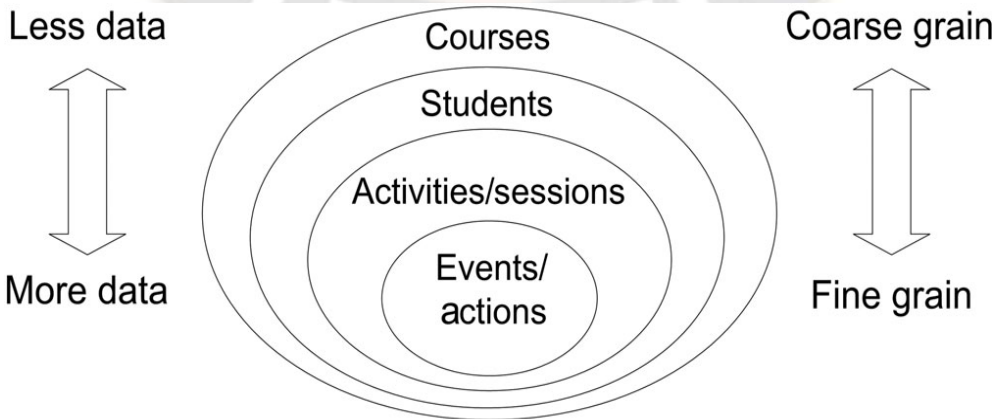 Less data
Courses
Coarse grain
Students
Activities/sessions
Events/
actions
More data
Fine grain